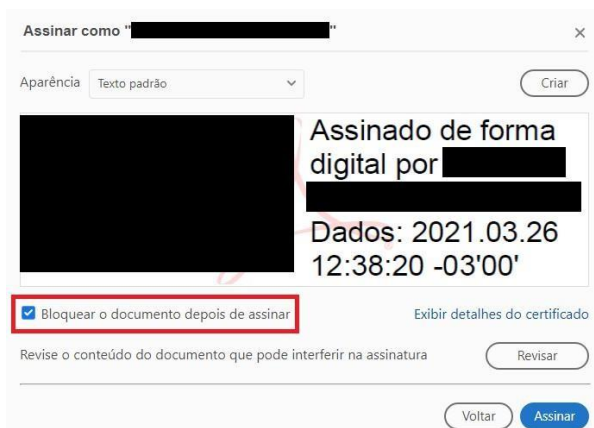 Assinar como " "
Aparência Texto padrão Criar
Assinado de forma
digital por
Dados: 2021.03.26
12:38:20 -03'00'
Bloquear o documento depois de assinar Exibir detalhes do certificado
Revise o conteúdo do documento que pode interferir na assinatura Revisar
Voltar Assinar